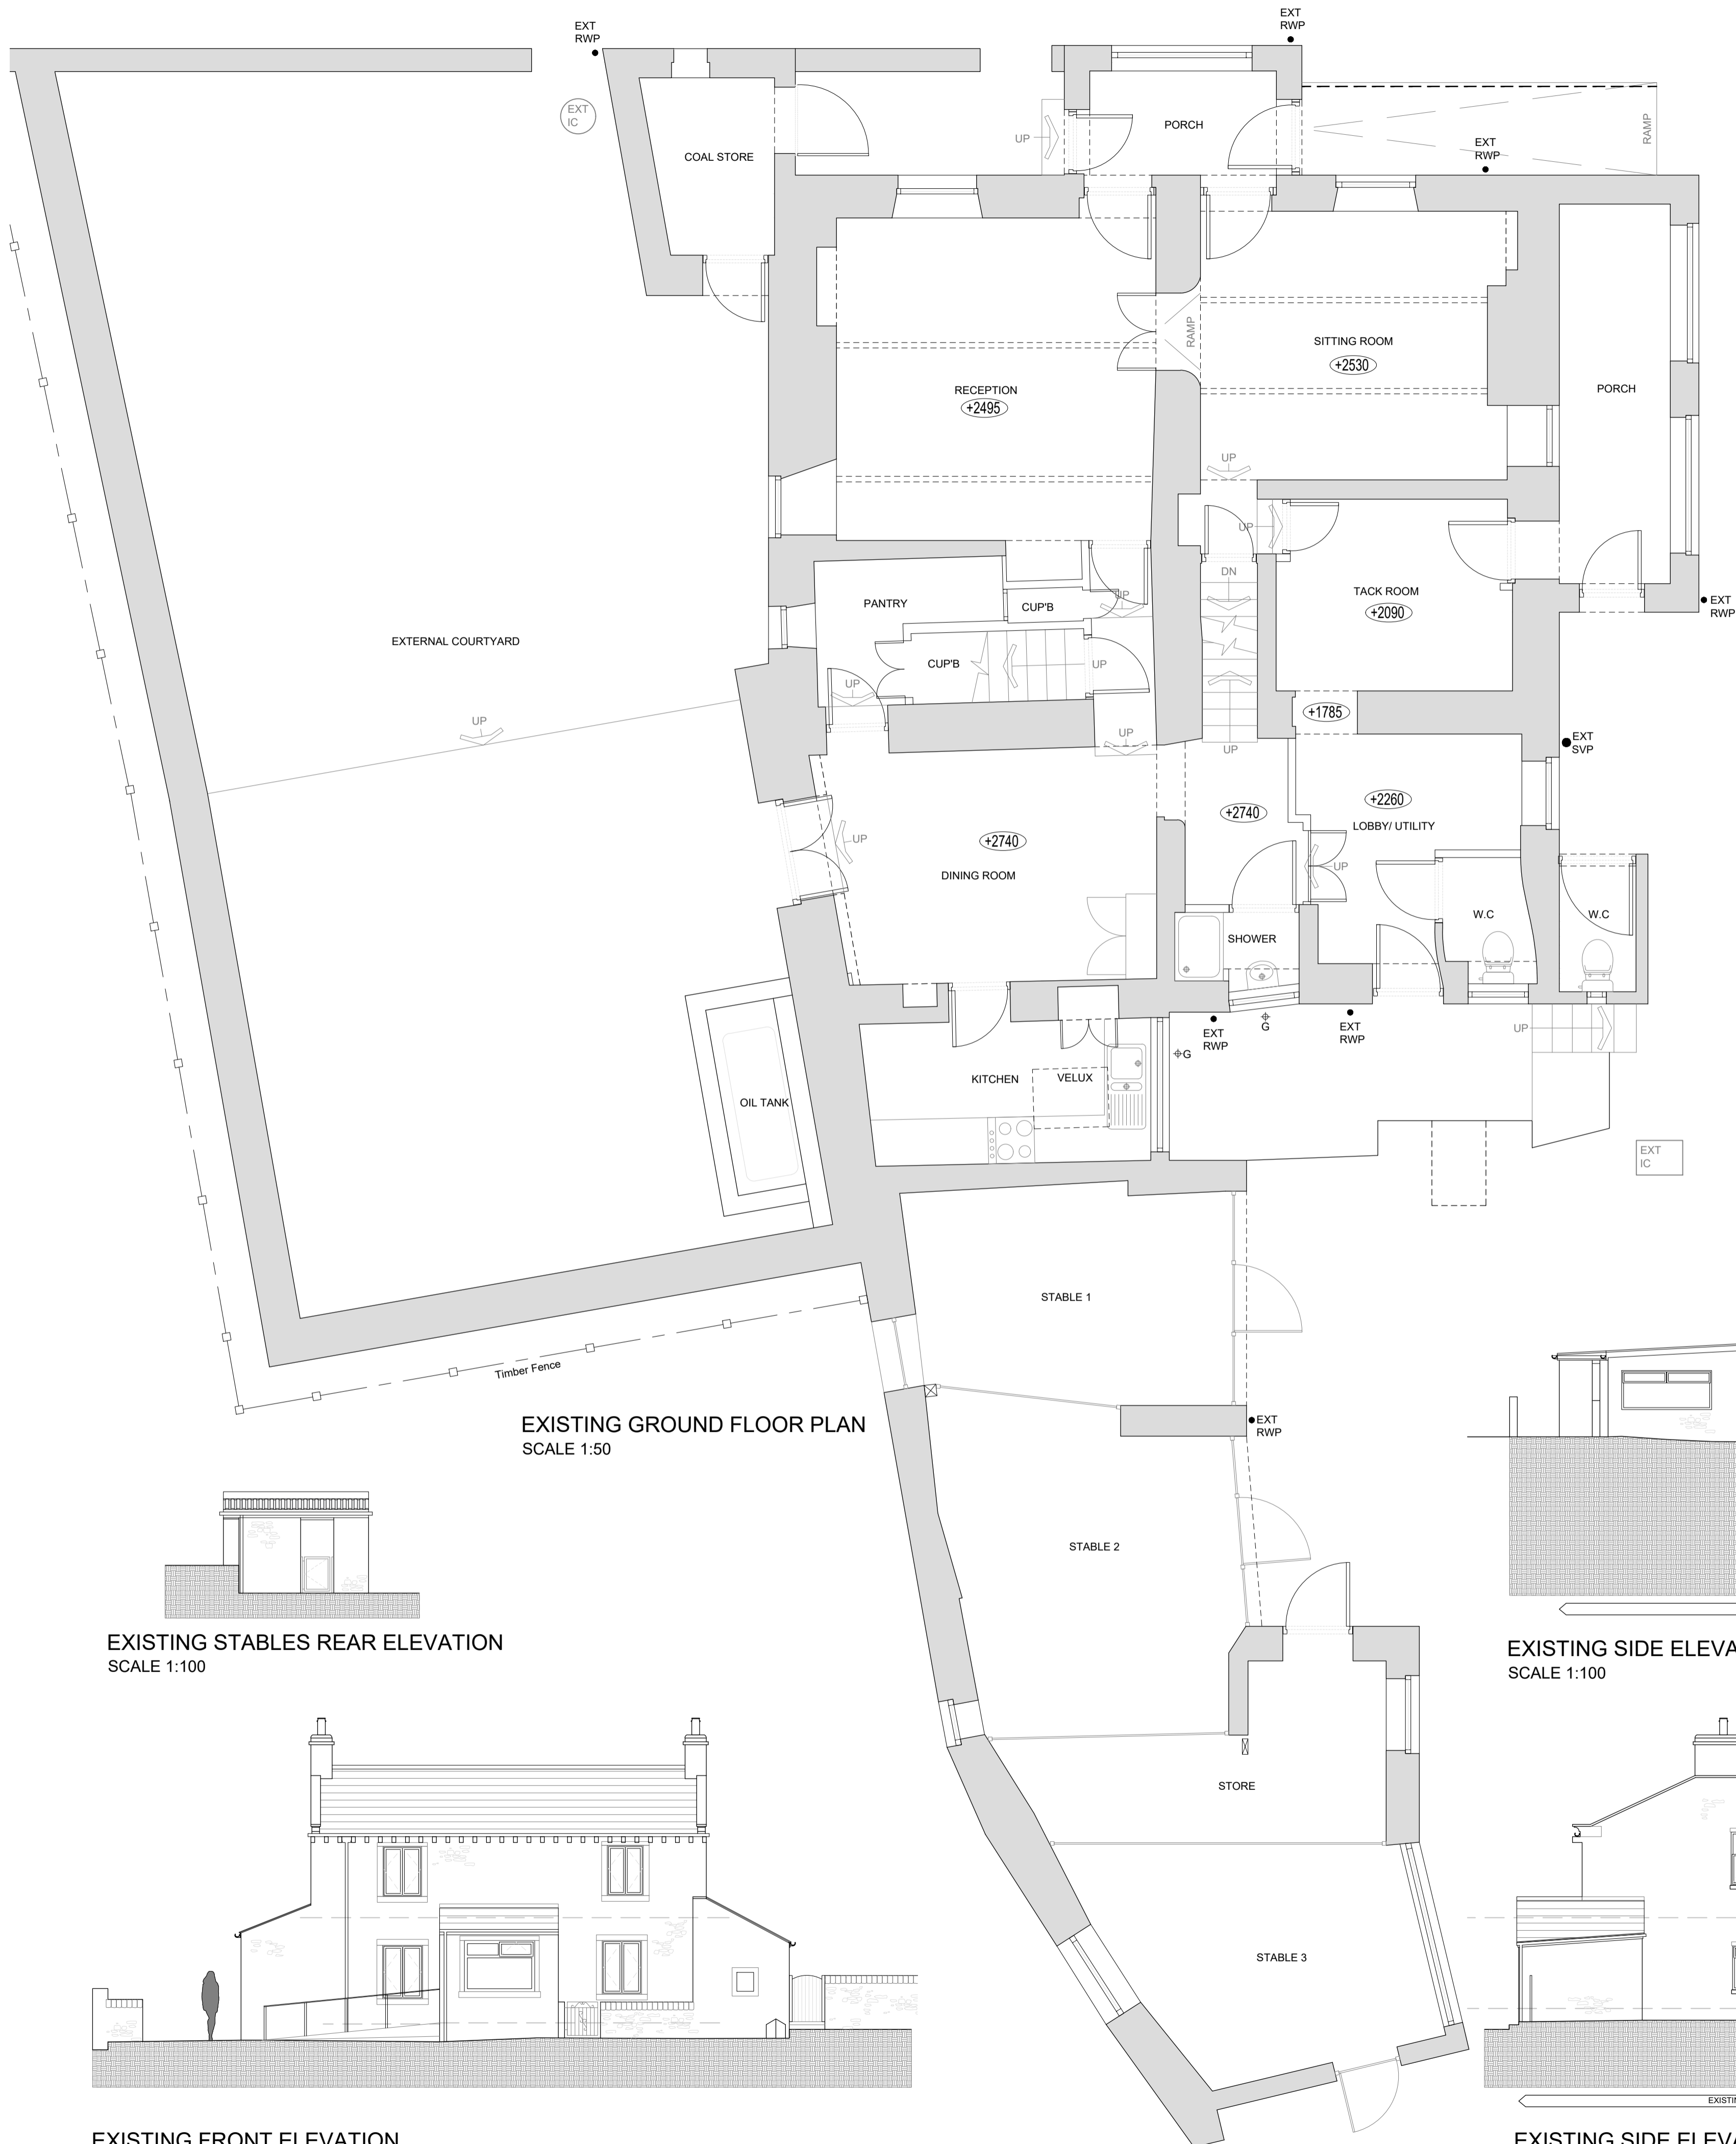 EXT
RWP
EXT
RWP
EXT
IC
COAL STORE
UP
PORCH
RAMP
EXT
RWP
RAMP
SITTING ROOM
+2530
RECEPTION
+2495
PORCH
UP
UP
DN
PANTRY
CUP'B
UP
TACK ROOM
+2090
EXT
RWP
EXTERNAL COURTYARD
CUP'B
UP
UP
UP
UP
UP
+1785
EXT
SVP
+2260
LOBBY/ UTILITY
+2740
UP
+2740
DINING ROOM
UP
W.C
W.C
SHOWER
EXT
RWP
G
EXT
RWP
UP
G
KITCHEN
VELUX
OIL TANK
EXT
IC
STABLE 1
Timber Fence
EXISTING GROUND FLOOR PLAN
SCALE 1:50
EXT
RWP
STABLE 2
EXISTING STABLES REAR ELEVATION
SCALE 1:100
EXISTING SIDE ELEVA
SCALE 1:100
STORE
STABLE 3
EXISTIN
EXISTING FRONT ELEVATION
EXISTING SIDE ELEVA